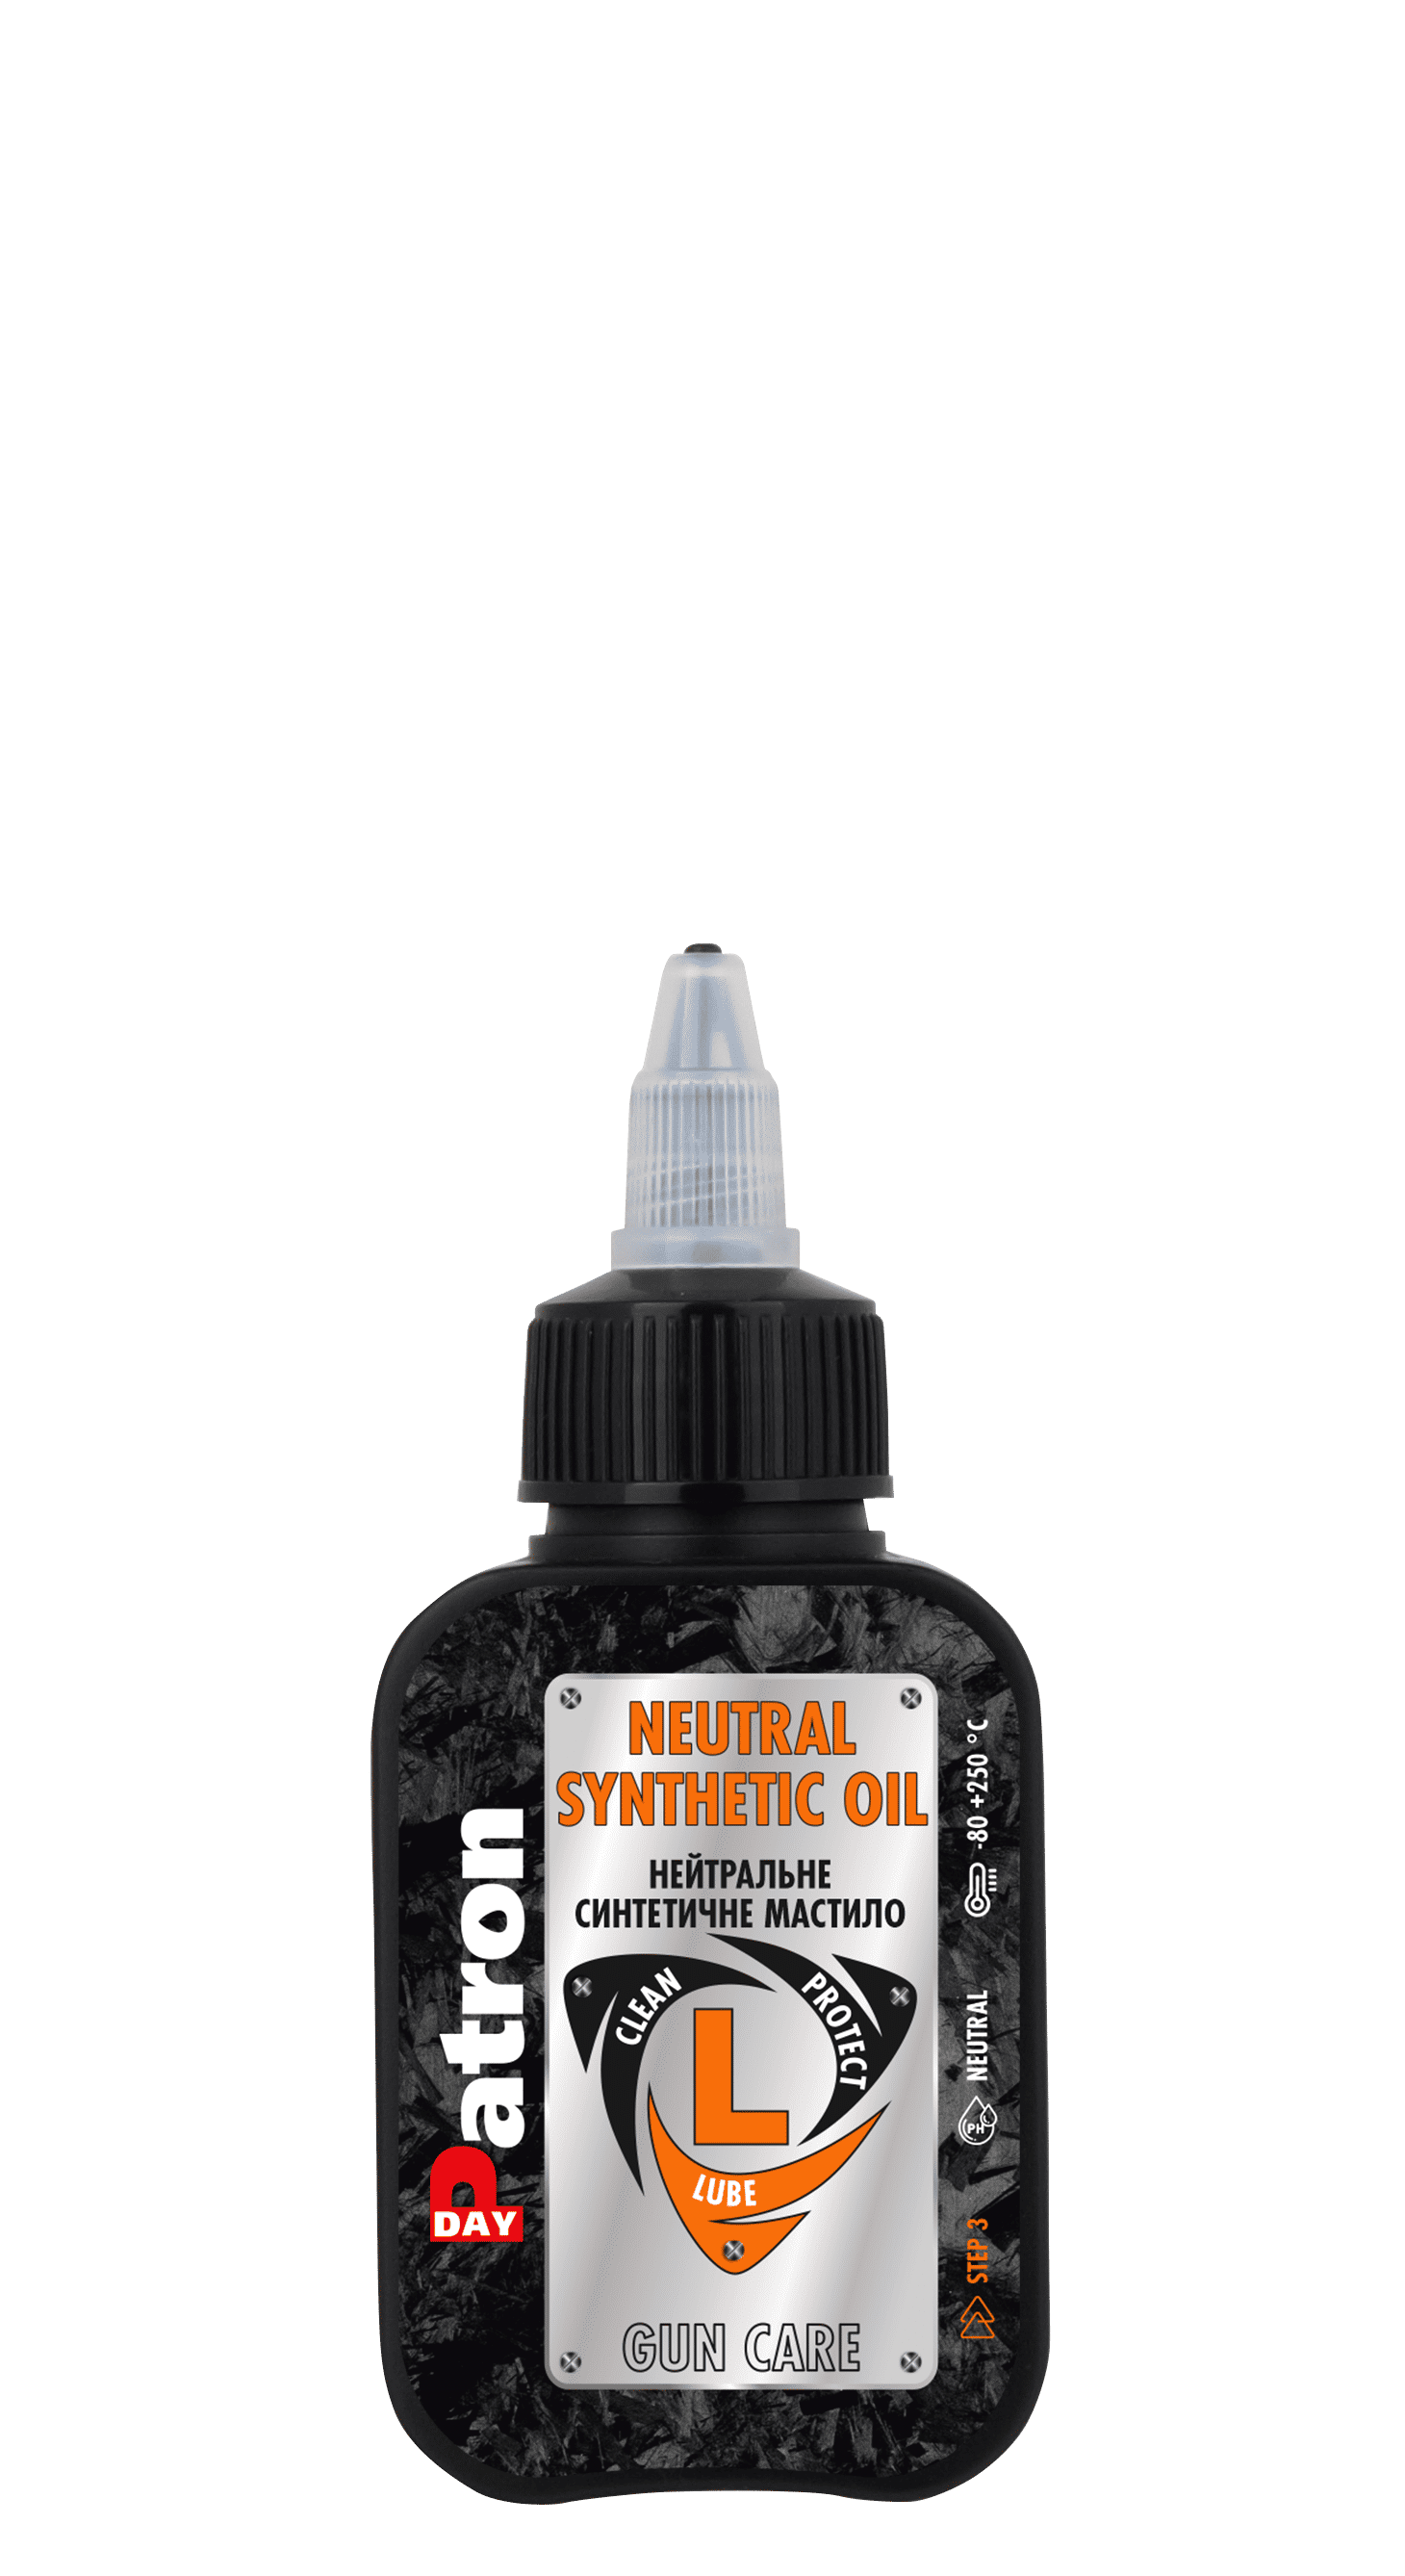 NEUTRAL
SYNTHETIC OIL
НЕЙТРАЛЬНЕ
СИНТЕТИЧНЕ МАСТИЛО
CLEAN
PROTECT
L
LUBE
GUN CARE
Patron
DAY
-80 +250 °C
NEUTRAL
PH
STEP 3